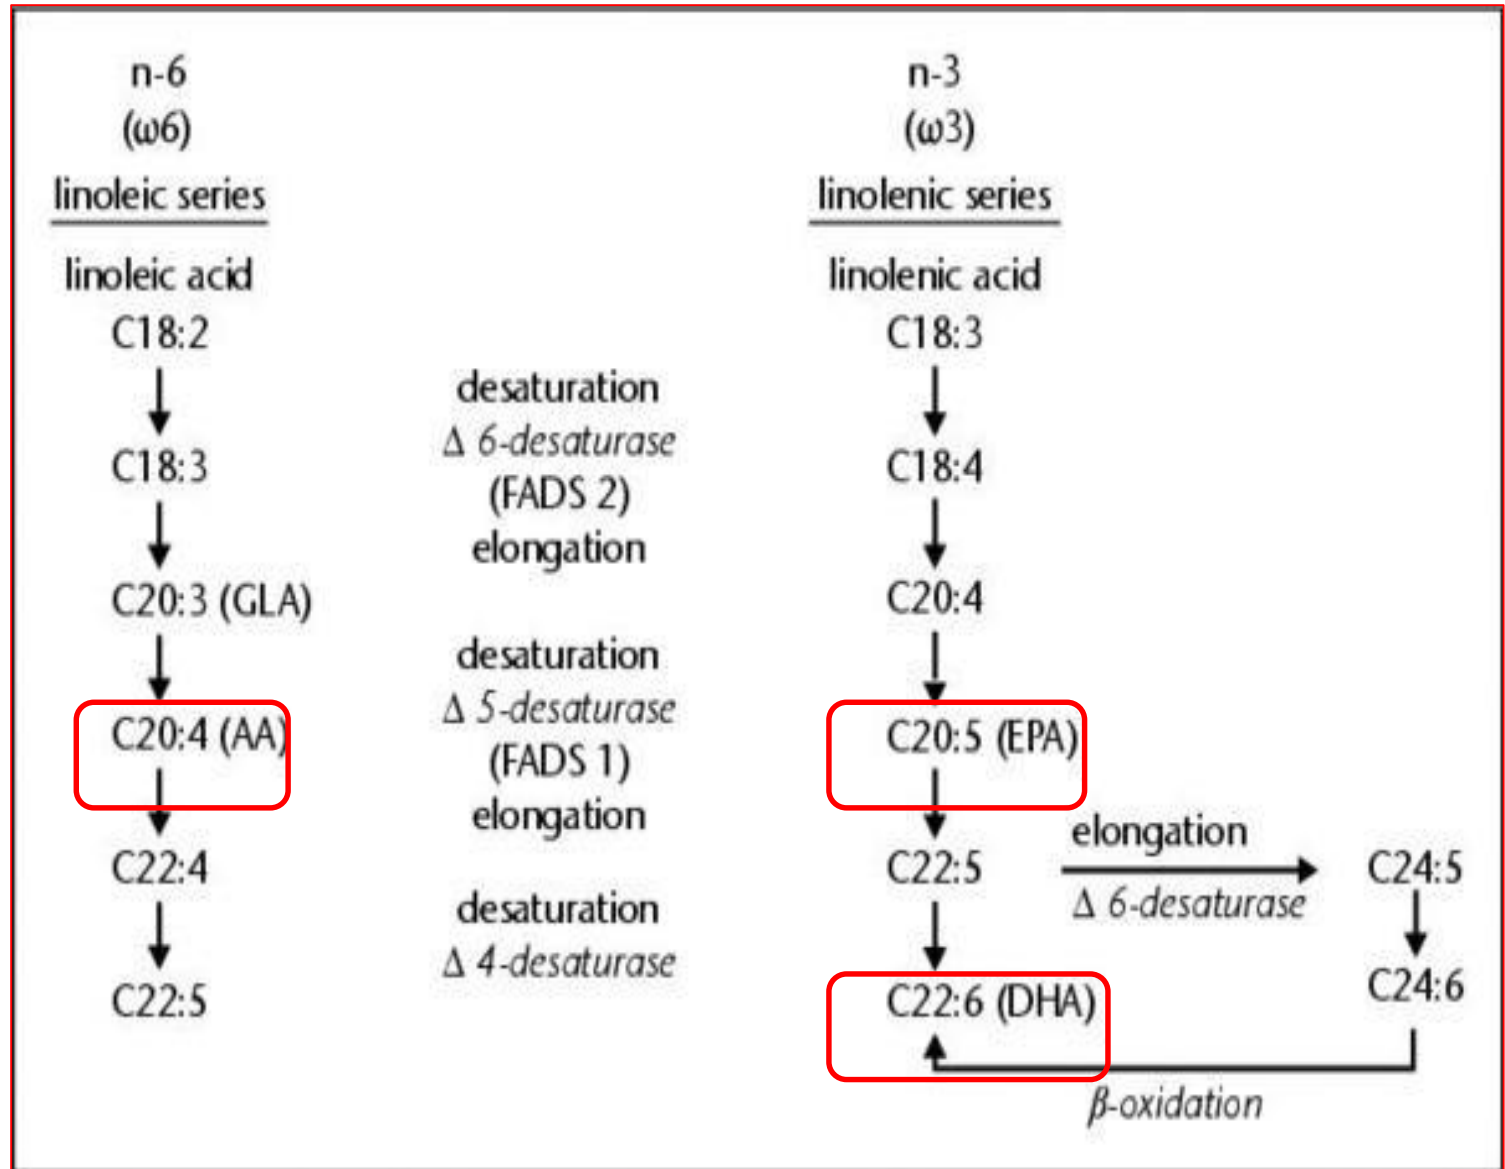 n-6
(ω6)
linoleic series
linoleic acid
C18:2
C18:3
C20:3 (GLA)
C20:4 (AA)
C22:4
C22:5
desaturation
Δ 6-desaturase
(FADS 2)
elongation
desaturation
Δ 5-desaturase
(FADS 1)
elongation
desaturation
Δ 4-desaturase
n-3
(ω3)
linolenic series
linolenic acid
C18:3
C18:4
C20:4
C20:5 (EPA)
C22:5
C22:6 (DHA)
elongation
Δ 6-desaturase
C24:5
C24:6
β-oxidation